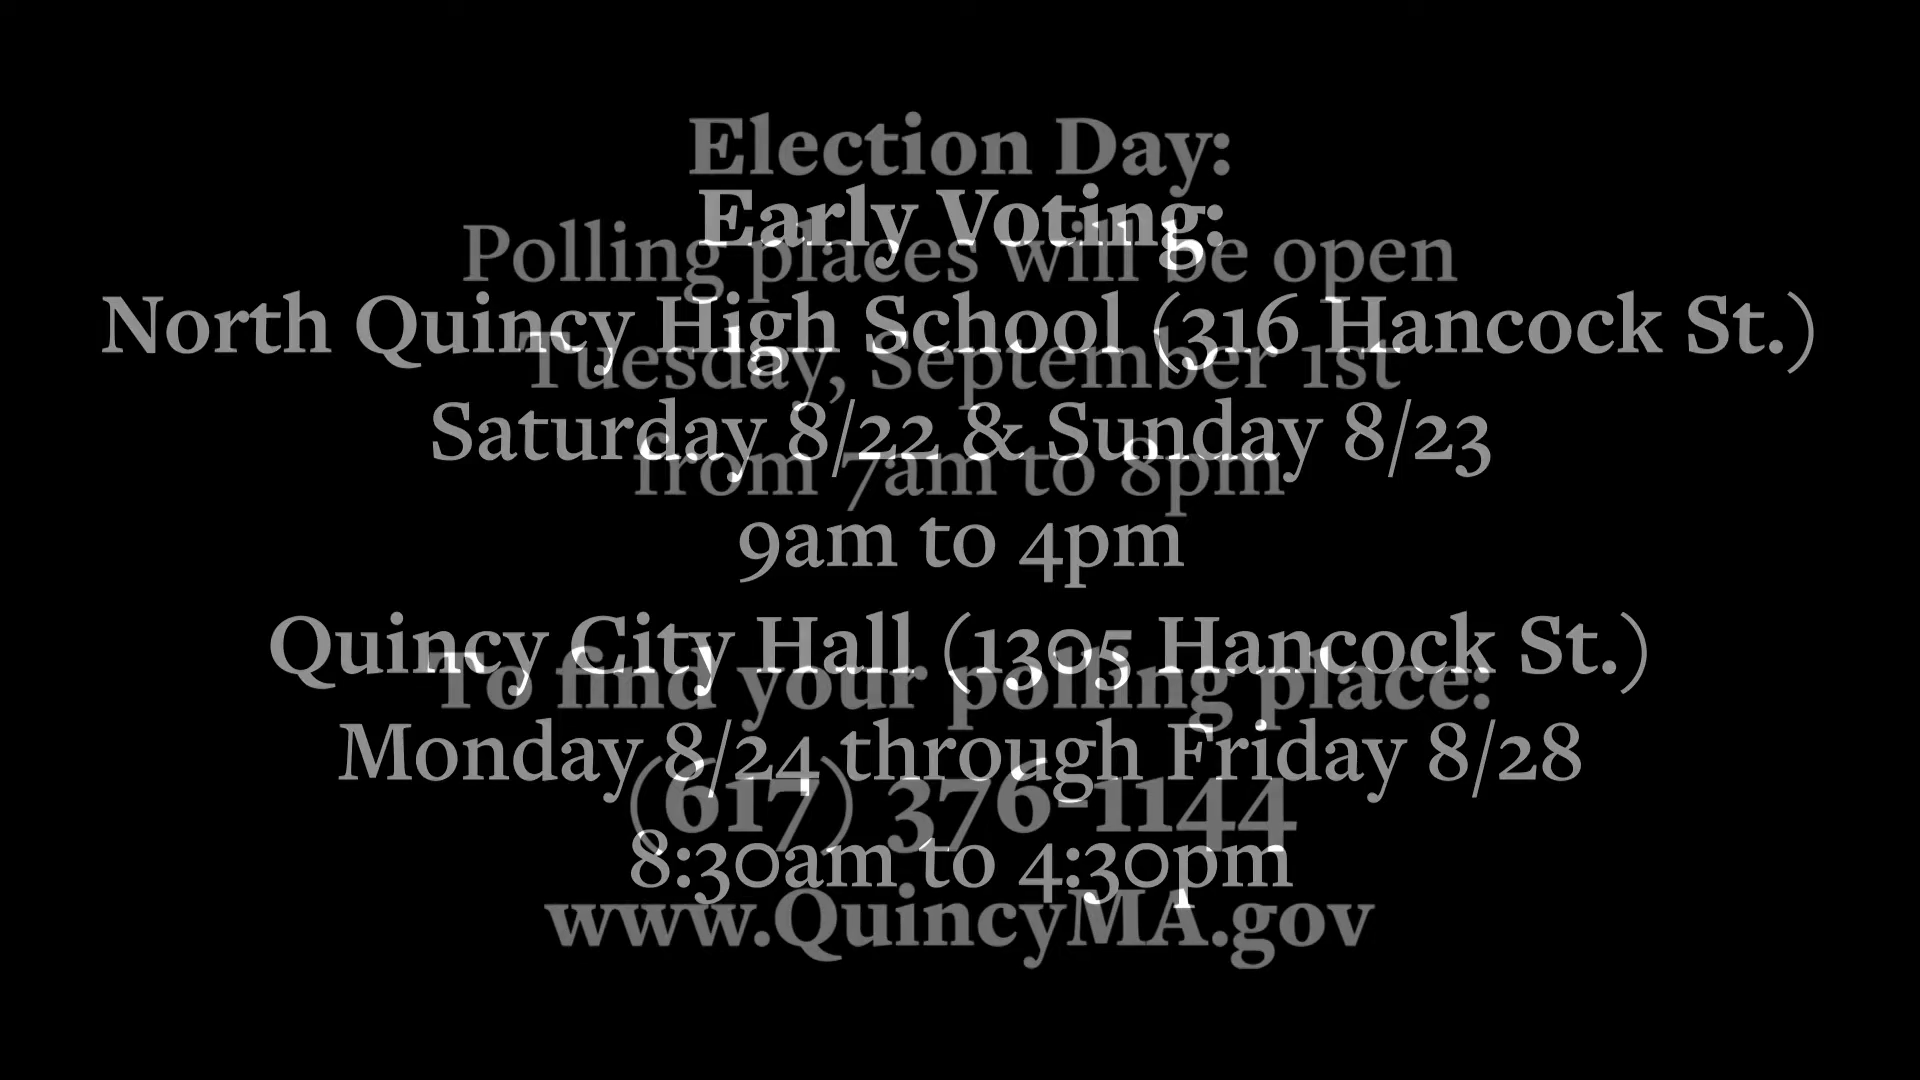 Election Day:
Early Voting:
Polling places will be open
North Quincy High School (316 Hancock St.)
Tuesday, September 1st
Saturday 8/22 & Sunday 8/23
from 7am to 8pm
9am to 4pm
Quincy City Hall (1305 Hancock St.)
To find your polling place:
Monday 8/24 through Friday 8/28
(617) 376-1144
8:30am to 4:30pm
www.QuincyMA.gov